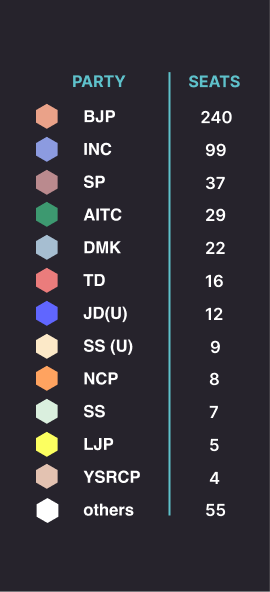 PARTY SEATS
BJP 240
INC 99
SP 37
AITC 29
DMK 22
TD 16
JD(U) 12
SS (U) 9
NCP 8
SS 7
LJP 5
YSRCP 4
others 55